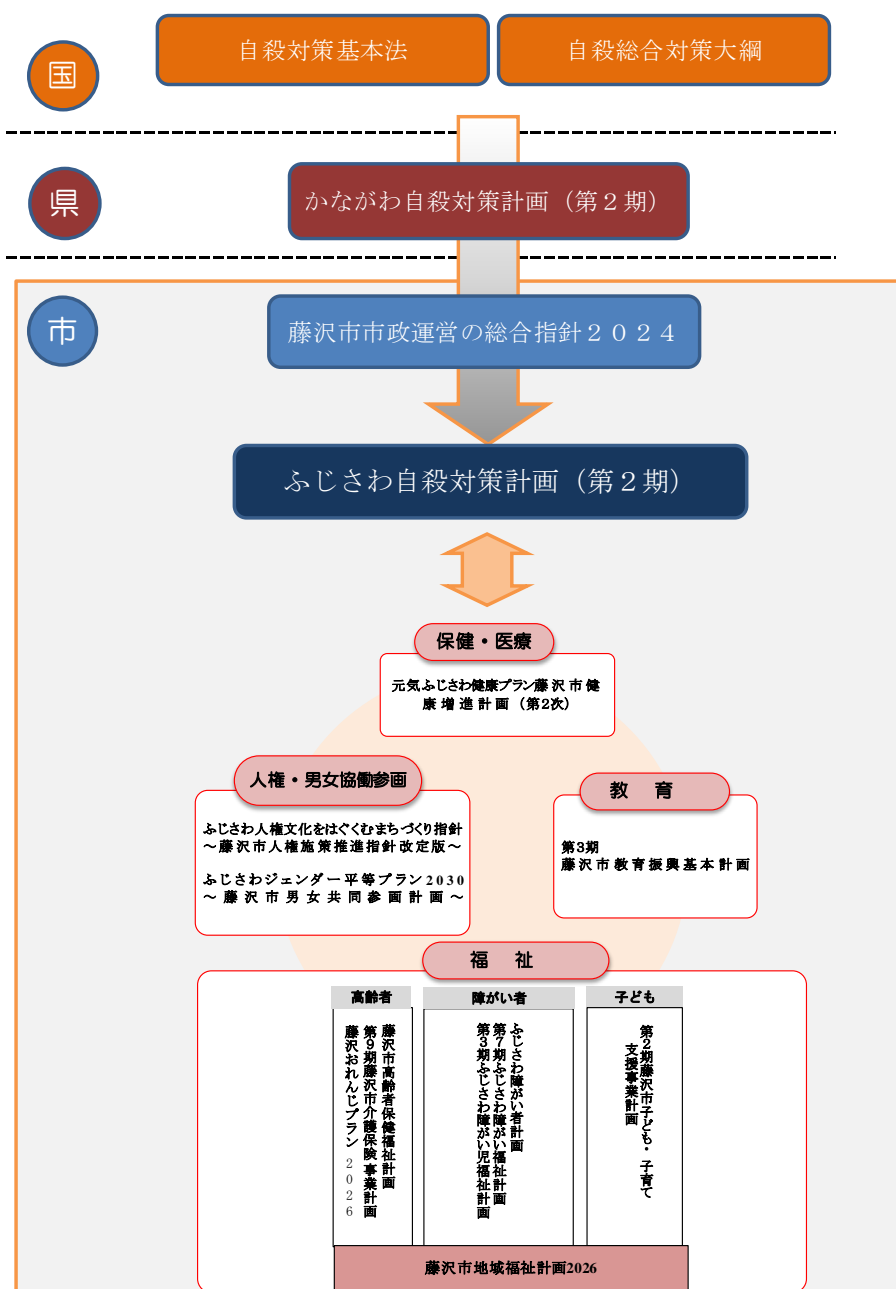 国
自殺対策基本法
自殺総合対策大綱
県
かながわ自殺対策計画（第２期）
市
藤沢市市政運営の総合指針２０２４
ふじさわ自殺対策計画（第２期）
保健・医療
元気ふじさわ健康プラン藤沢市健
康増進計画（第2次）
人権・男女協働参画
ふじさわ人権文化をはぐくむまちづくり指針
～藤沢市人権施策推進指針改定版～
ふじさわジェンダー平等プラン2030
～藤沢市男女共同参画計画～
教　育
第3期
藤沢市教育振興基本計画
福　祉
高齢者
藤沢市高齢者保健福祉計画
第９期藤沢市介護保険事業計画
藤沢おれんじプラン２０２６
障がい者
ふじさわ障がい者計画
第７期ふじさわ障がい福祉計画
第３期ふじさわ障がい児福祉計画
子ども
第２期藤沢市子ども・子育て
支援事業計画
藤沢市地域福祉計画2026